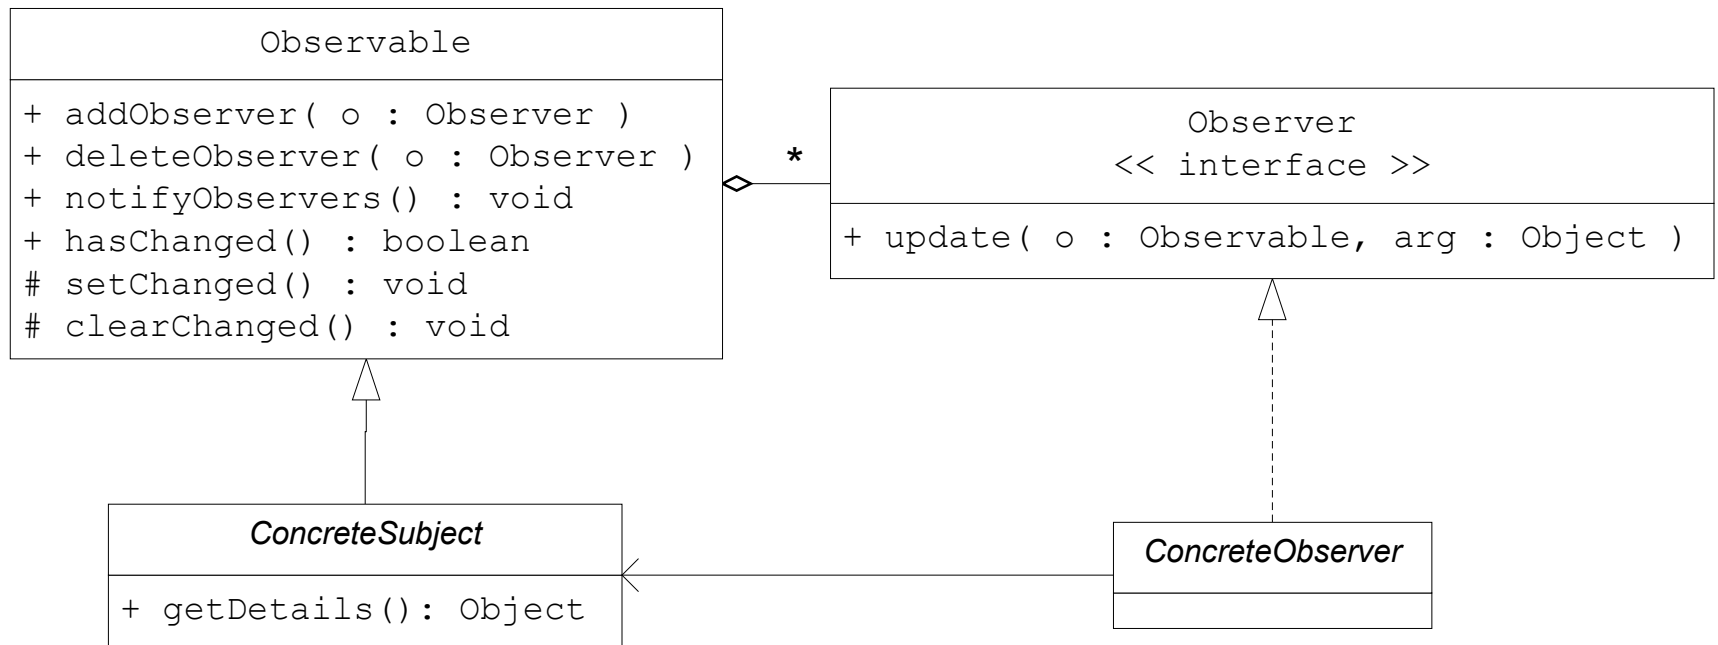 Observable
+ addObserver( o : Observer )
+ deleteObserver( o : Observer )
+ notifyObservers() : void
+ hasChanged() : boolean
# setChanged() : void
# clearChanged() : void
*
Observer
<< interface >>
+ update( o : Observable, arg : Object )
ConcreteSubject
+ getDetails(): Object
ConcreteObserver